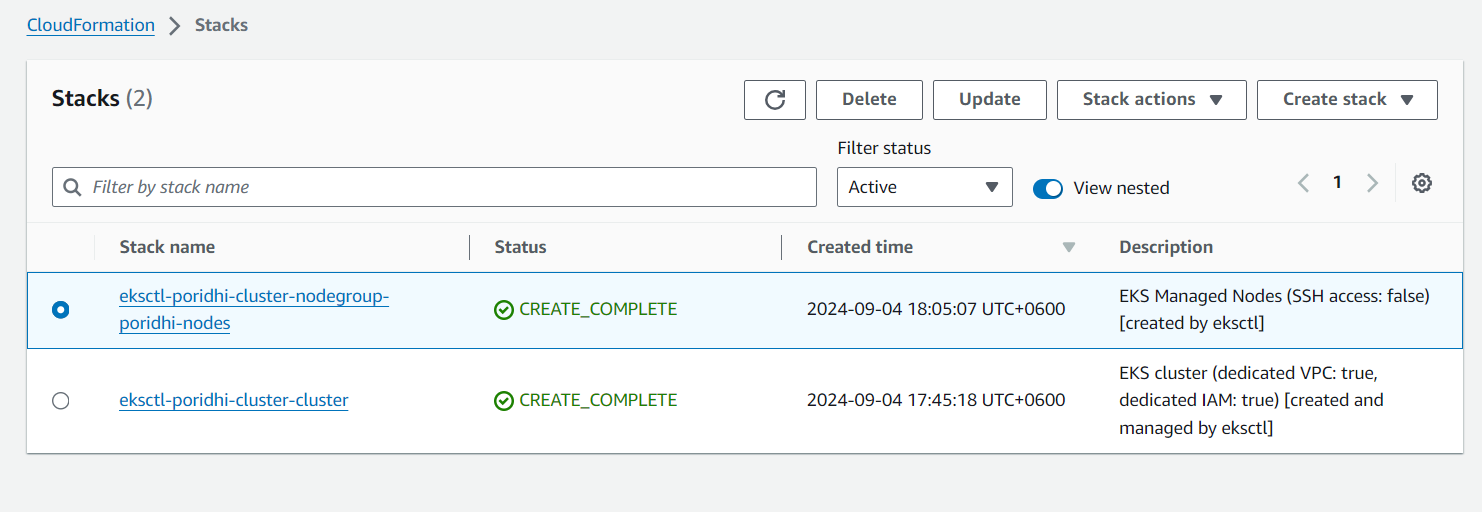 CloudFormation > Stacks
Stacks (2)
Delete
Update
Stack actions
Create stack
Filter status
Filter by stack name
Active
View nested
1
Stack name
Status
Created time
Description
eksctl-poridhi-cluster-nodegroup-
poridhi-nodes
CREATE_COMPLETE
2024-09-04 18:05:07 UTC+0600
EKS Managed Nodes (SSH access: false)
[created by eksctl]
eksctl-poridhi-cluster-cluster
CREATE_COMPLETE
2024-09-04 17:45:18 UTC+0600
EKS cluster (dedicated VPC: true,
dedicated IAM: true) [created and
managed by eksctl]